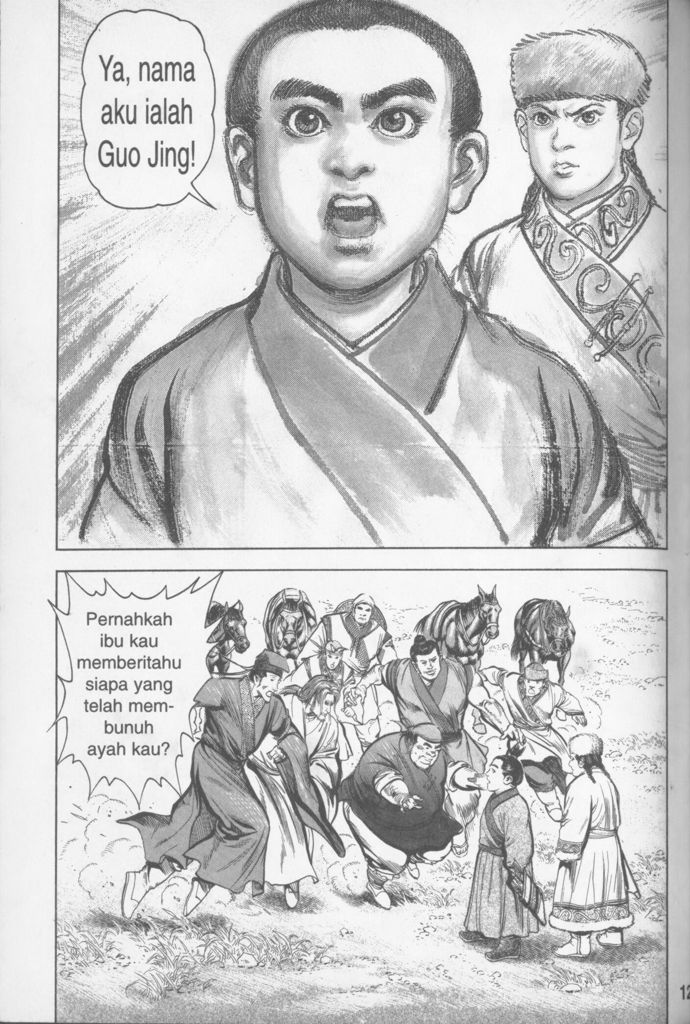 Ya, nama
aku ialah
Guo Jing!
Pernahkah
ibu kau
memberitahu
siapa yang
telah mem-
bunuh
ayah kau?